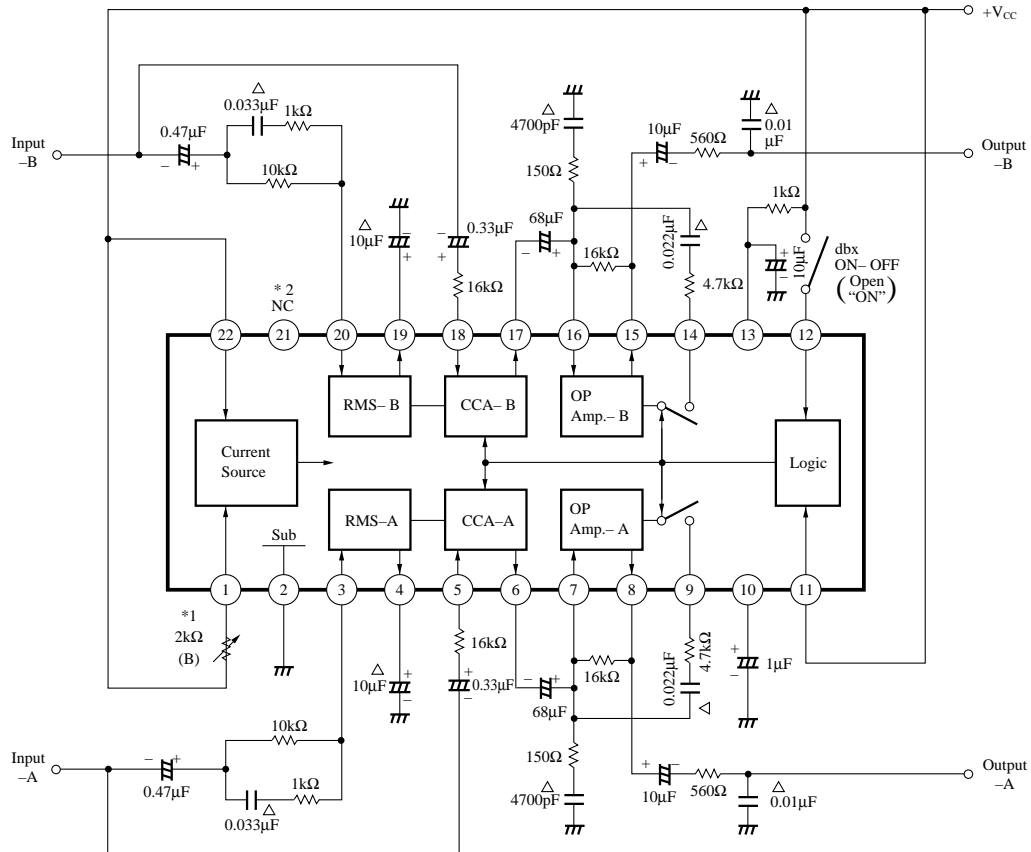 +VCC
△
0.033µF
1kΩ
0.47µF
Input
–B
– +
10kΩ
△
10µF
–
+
–
+
0.33µF
16kΩ
△
4700pF
150Ω
68µF
– +
16kΩ
10µF
+ –
560Ω
△
0.01
µF
Output
–B
△
0.022µF
4.7kΩ
1kΩ
+
–
10µF
dbx
ON– OFF
( Open
“ON” )
* 2
NC
22
21
20
19
18
17
16
15
14
13
12
RMS– B
CCA– B
OP
Amp.– B
Current
Source
Logic
RMS–A
CCA–A
OP
Amp.– A
Sub
1
2
3
4
5
6
7
8
9
10
11
*1
2kΩ
(B)
△
10µF
+
–
16kΩ
+
–
0.33µF
– +
68µF
16kΩ
0.022µF
4.7kΩ
△
+
–
1µF
Input
–A
– +
0.47µF
10kΩ
1kΩ
△
0.033µF
150Ω
△
4700pF
+ –
10µF
560Ω
△
0.01µF
Output
–A